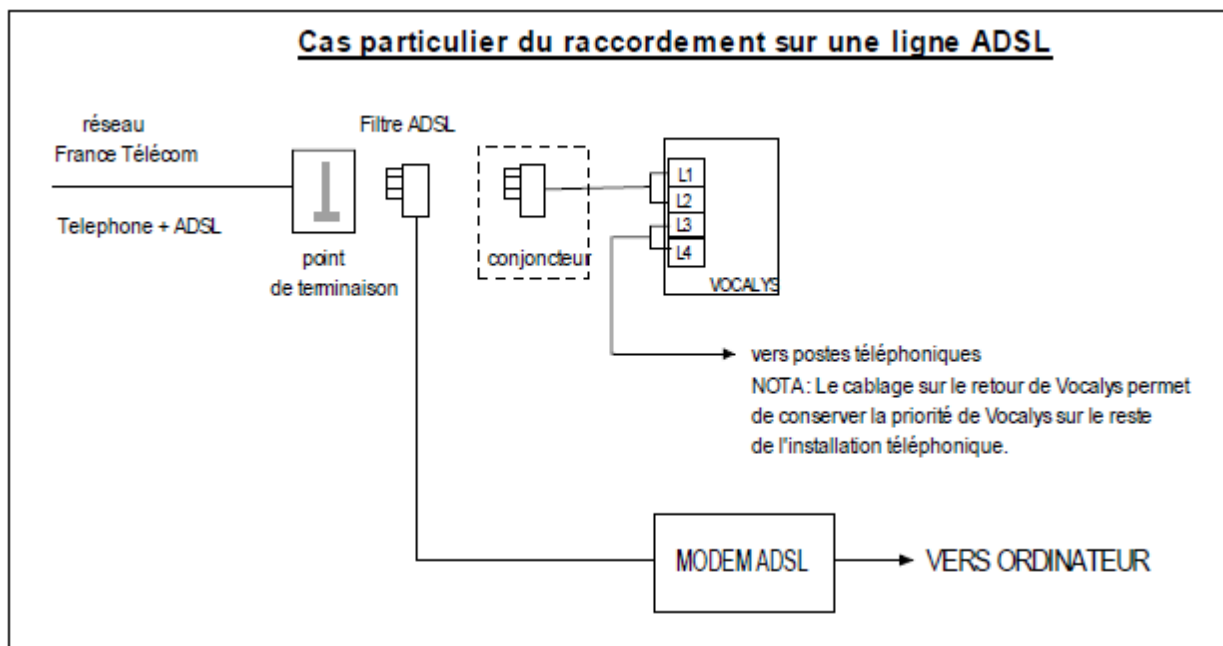 Cas particulier du raccordement sur une ligne ADSL
réseau
France Télécom
Filtre ADSL
Telephone + ADSL
point
de terminaison
conjoncteur
L1
L2
L3
L4
VOCALYS
vers postes téléphoniques
NOTA : Le cablage sur le retour de Vocalys permet
de conserver la priorité de Vocalys sur le reste
de l'installation téléphonique.
MODEM ADSL
VERS ORDINATEUR